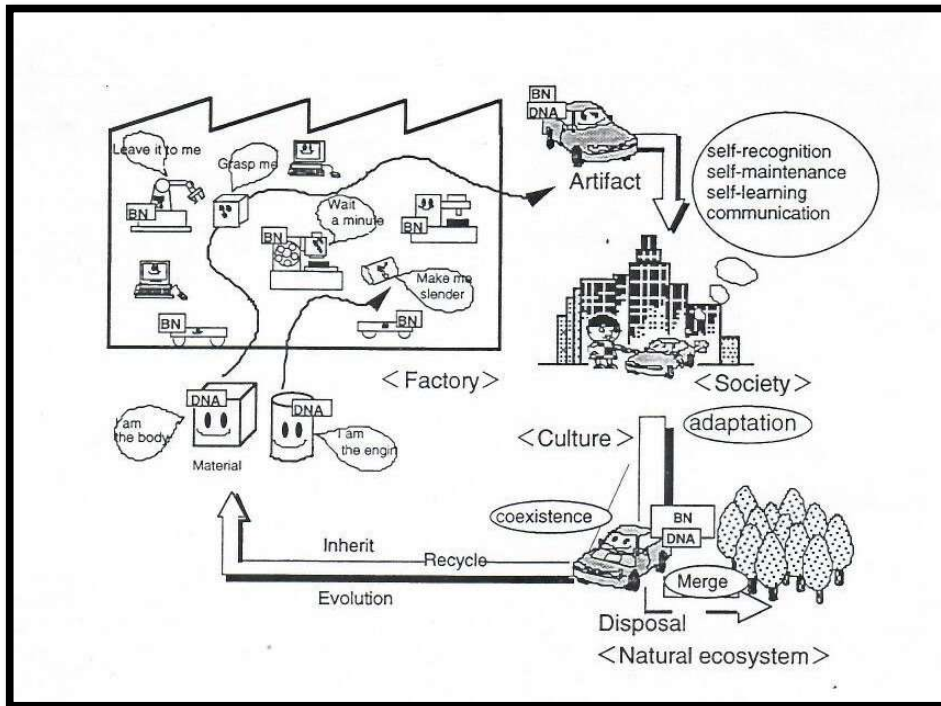 Leave it to me
Grasp me
BN
Wait
a minute
BN
BN
Make me
slender
BN
BN
<Factory>
BN
DNA
Artifact
self-recognition
self-maintenance
self-learning
communication
<Society>
DNA
I am
the body
Material
DNA
I am
the engin
<Culture>
adaptation
coexistence
BN
DNA
Inherit
Recycle
Evolution
Merge
Disposal
<Natural ecosystem>